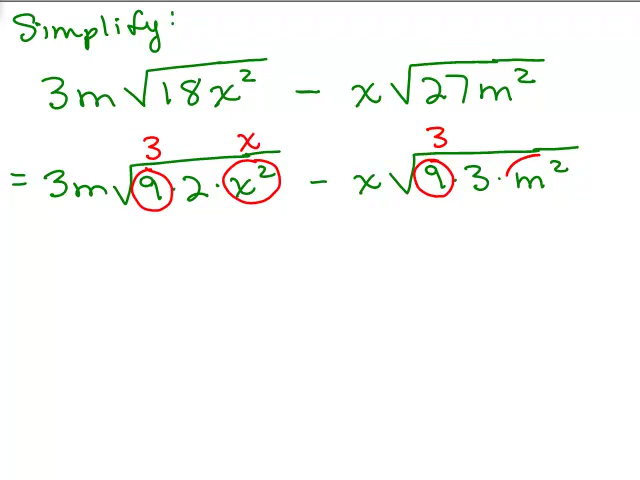 Simplify:
3m√18x² - x√27m²
3 x 3
= 3m√9·2·x² - x√9·3·m²